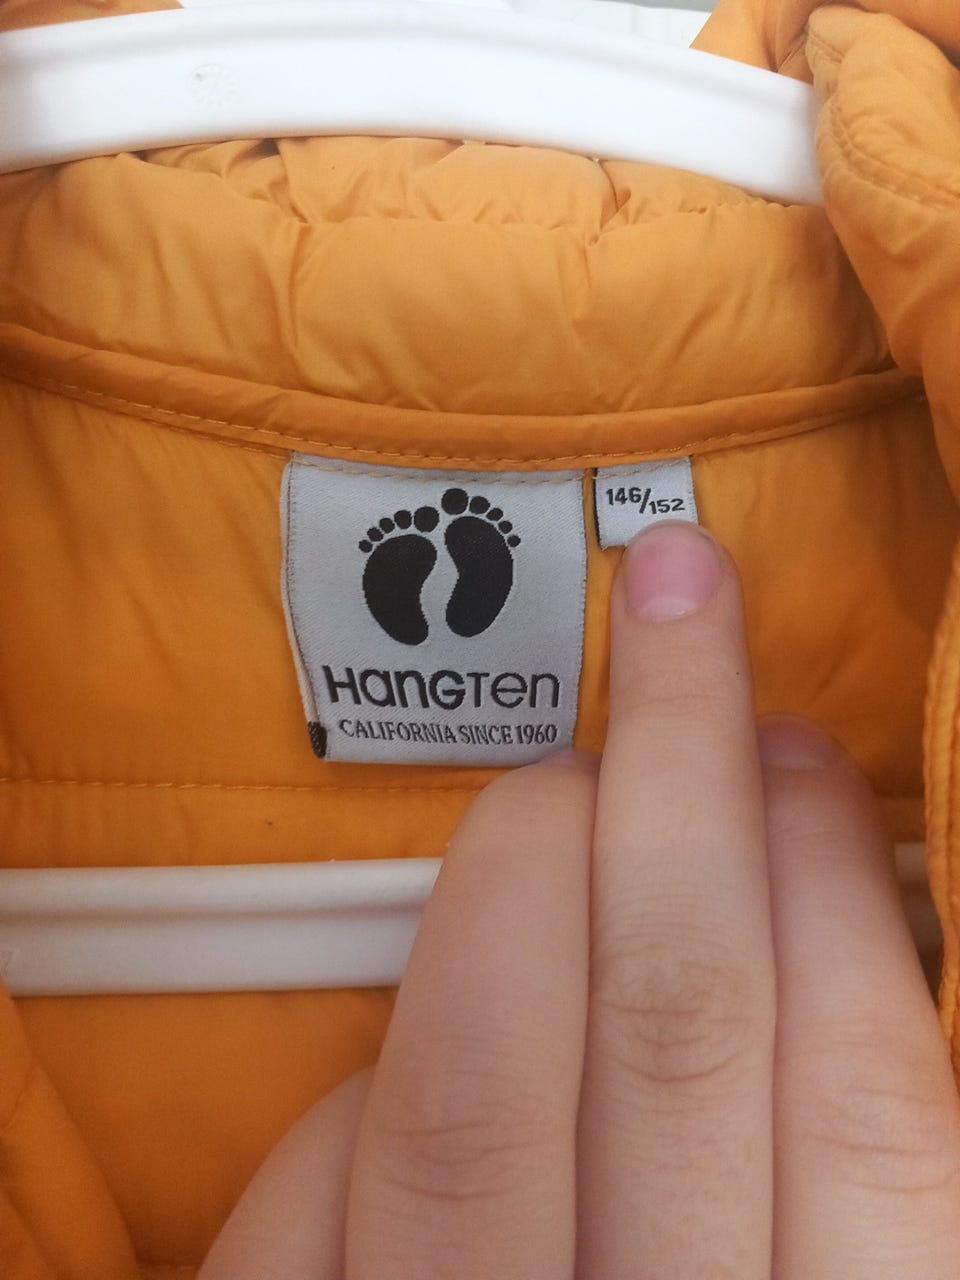 HangTen
CALIFORNIA SINCE 1960
146/152